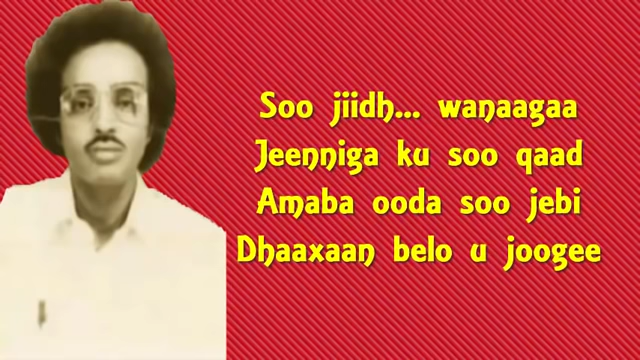 Soo jiidh... wanaagaa
Jeenniga ku soo qaad
Amaba ooda soo jebi
Dhaaxaan belo u joogee